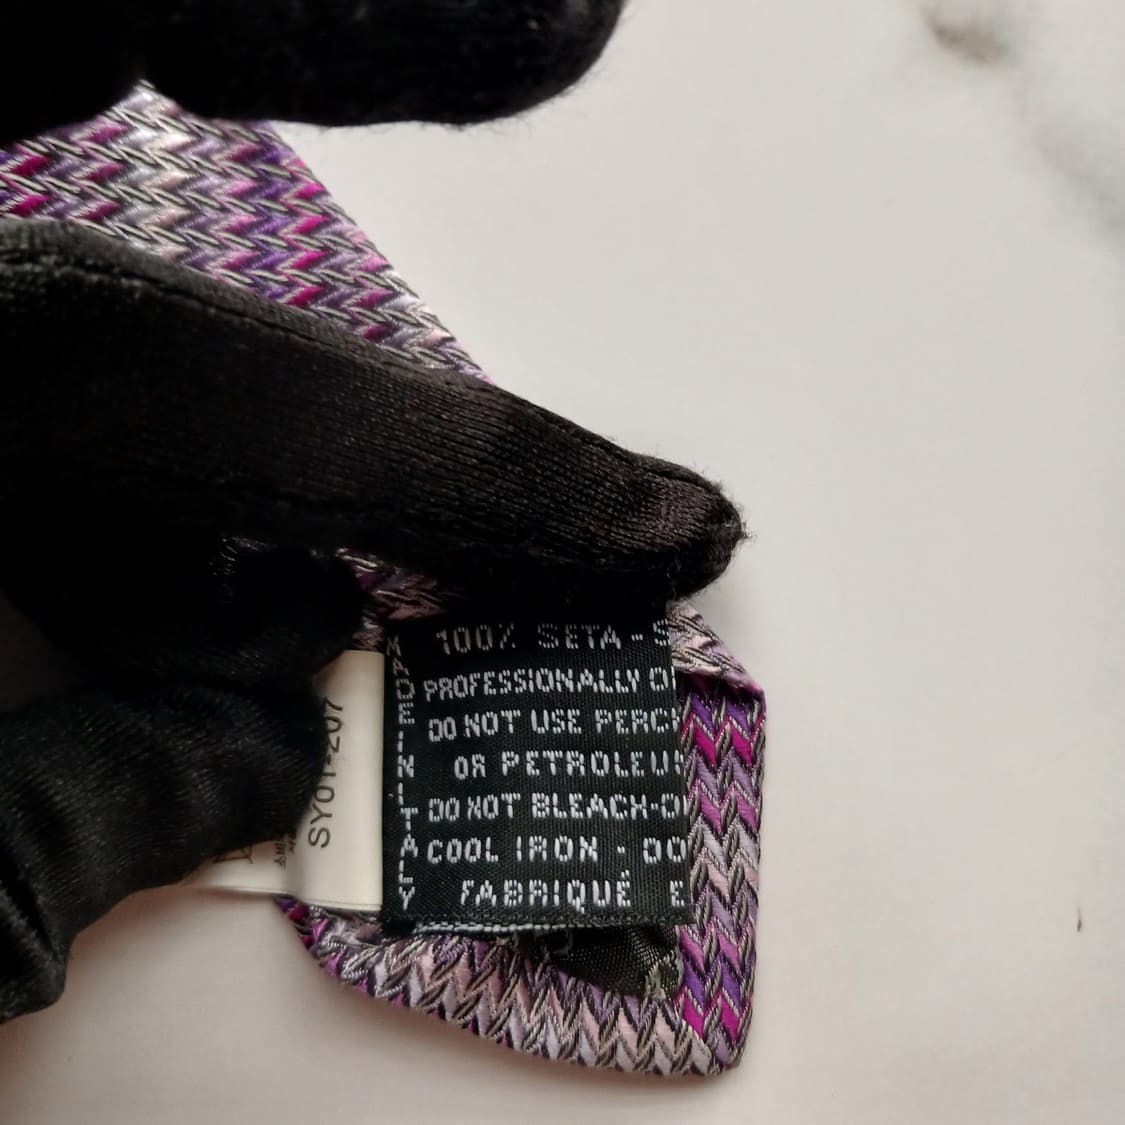 MADE IN ITALY
100% SETA - S
PROFESSIONALLY
DO NOT USE PERC
OR PETROLEU
DO NOT BLEACH-D
COOL IRON - DO
FABRIQUÉ E
SY01-207